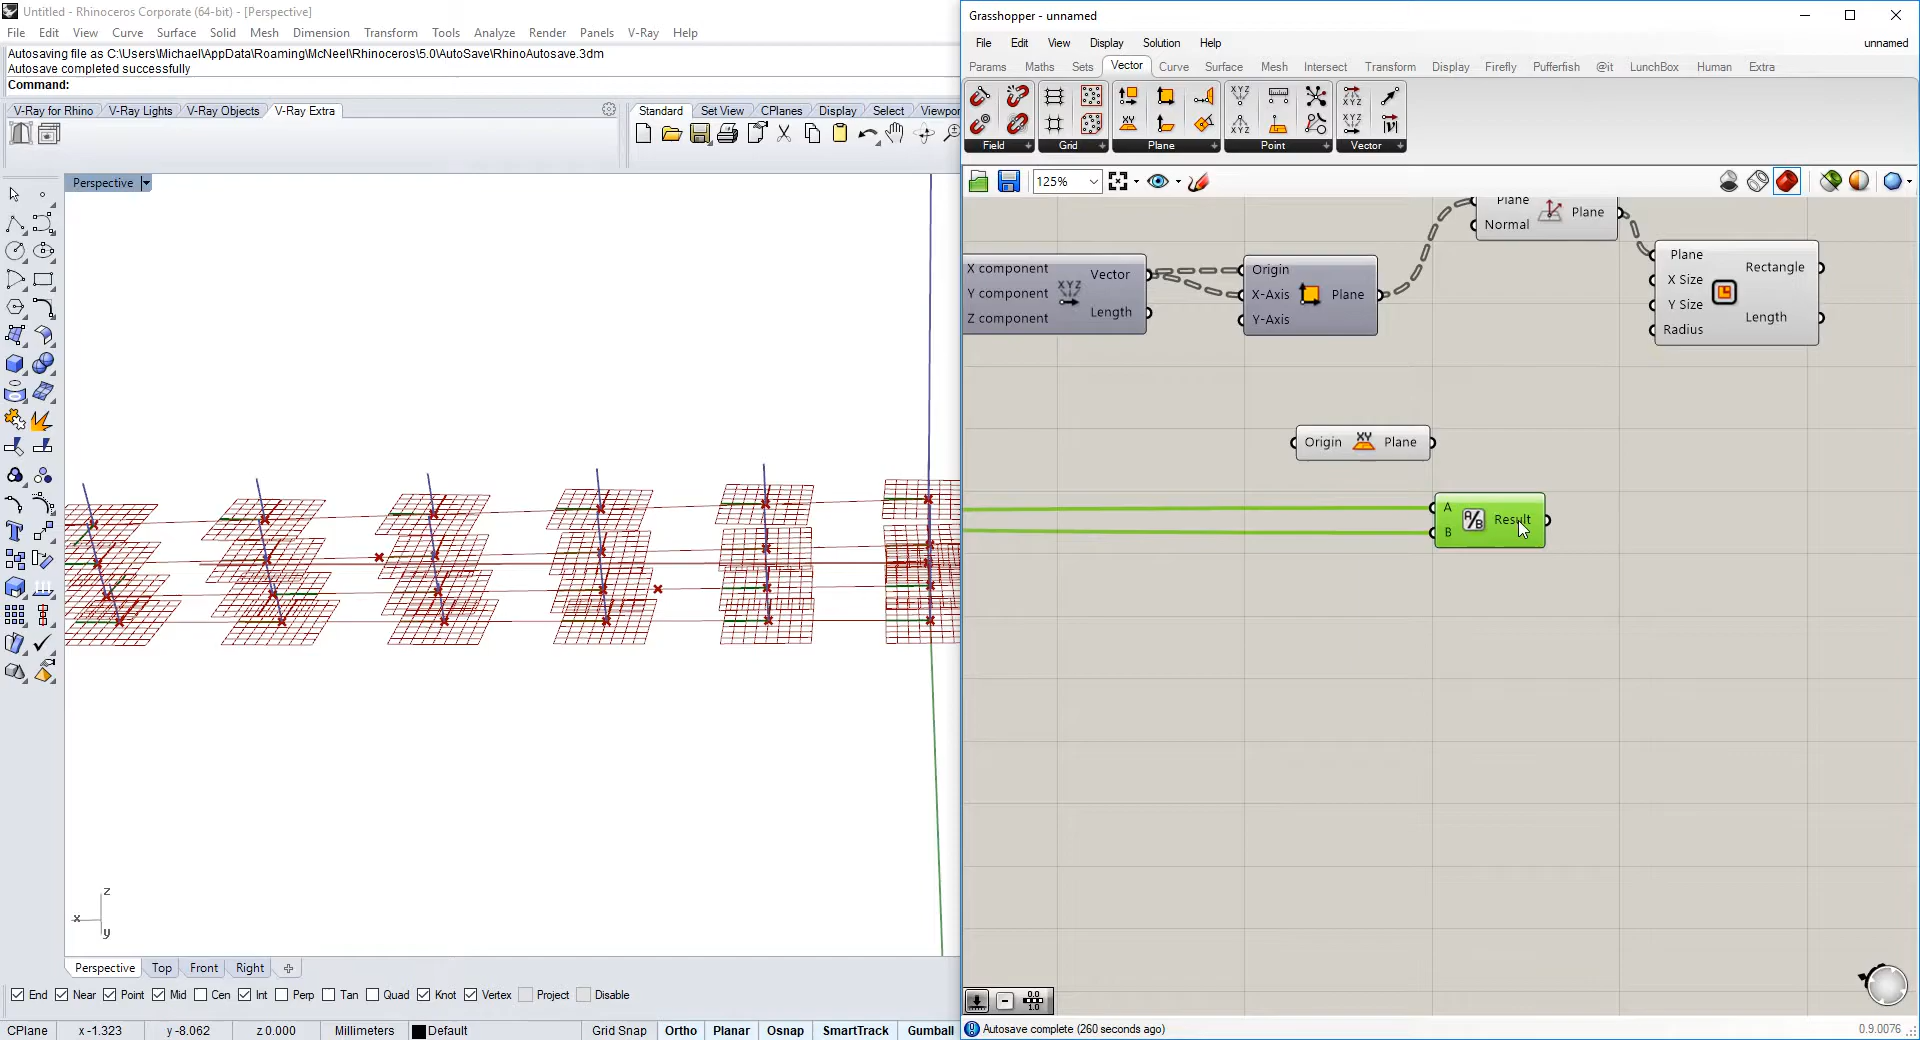 Untitled - Rhinoceros Corporate (64-bit) - [Perspective]
File Edit View Curve Surface Solid Mesh Dimension Transform Tools Analyze Render Panels V-Ray Help
Autosaving file as C:\Users\Michael\AppData\Roaming\McNeel\Rhinoceros\5.0\AutoSave\RhinoAutosave.3dm
Autosave completed successfully
Command:
V-Ray for Rhino V-Ray Lights V-Ray Objects V-Ray Extra
Standard Set View CPlanes Display Select Viewpor
Perspective
z
x
y
Perspective Top Front Right
End Near Point Mid Cen Int Perp Tan Quad Knot Vertex Project Disable
CPlane x -1.323 y -8.062 z 0.000 Millimeters Default Grid Snap Ortho Planar Osnap SmartTrack Gumball
Grasshopper - unnamed
File Edit View Display Solution Help
unnamed
Params Maths Sets Vector Curve Surface Mesh Intersect Transform Display Firefly Pufferfish @it LunchBox Human Extra
Field Grid Plane Point Vector
125%
Plane
Normal
Plane
X component
Y component
Z component
XYZ
Vector
Length
Origin
X-Axis
Y-Axis
Plane
Plane
X Size
Y Size
Radius
Rectangle
Length
Origin XY Plane
A
B
A/B
Result
0.0
1.0
Autosave complete (260 seconds ago)
0.9.0076